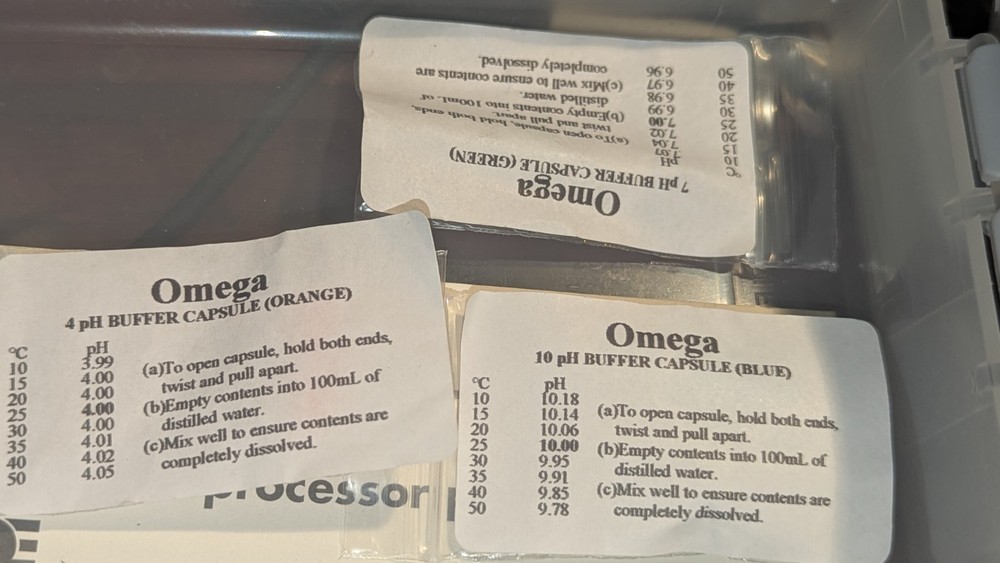 Omega
7 pH BUFFER CAPSULE (GREEN)
°C pH
10 7.07
15 7.04
20 7.02
25 7.00
30 6.99
35 6.98
40 6.97
50 6.96
(a)To open capsule, hold both ends,
twist and pull apart.
(b)Empty contents into 100mL of
distilled water.
(c)Mix well to ensure contents are
completely dissolved.
Omega
4 pH BUFFER CAPSULE (ORANGE)
°C pH
10 3.99
15 4.00
20 4.00
25 4.00
30 4.00
35 4.01
40 4.02
50 4.05
(a)To open capsule, hold both ends,
twist and pull apart.
(b)Empty contents into 100mL of
distilled water.
(c)Mix well to ensure contents are
completely dissolved.
Omega
10 pH BUFFER CAPSULE (BLUE)
°C pH
10 10.18
15 10.14
20 10.06
25 10.00
30 9.95
35 9.91
40 9.85
50 9.78
(a)To open capsule, hold both ends,
twist and pull apart.
(b)Empty contents into 100mL of
distilled water.
(c)Mix well to ensure contents are
completely dissolved.
processor